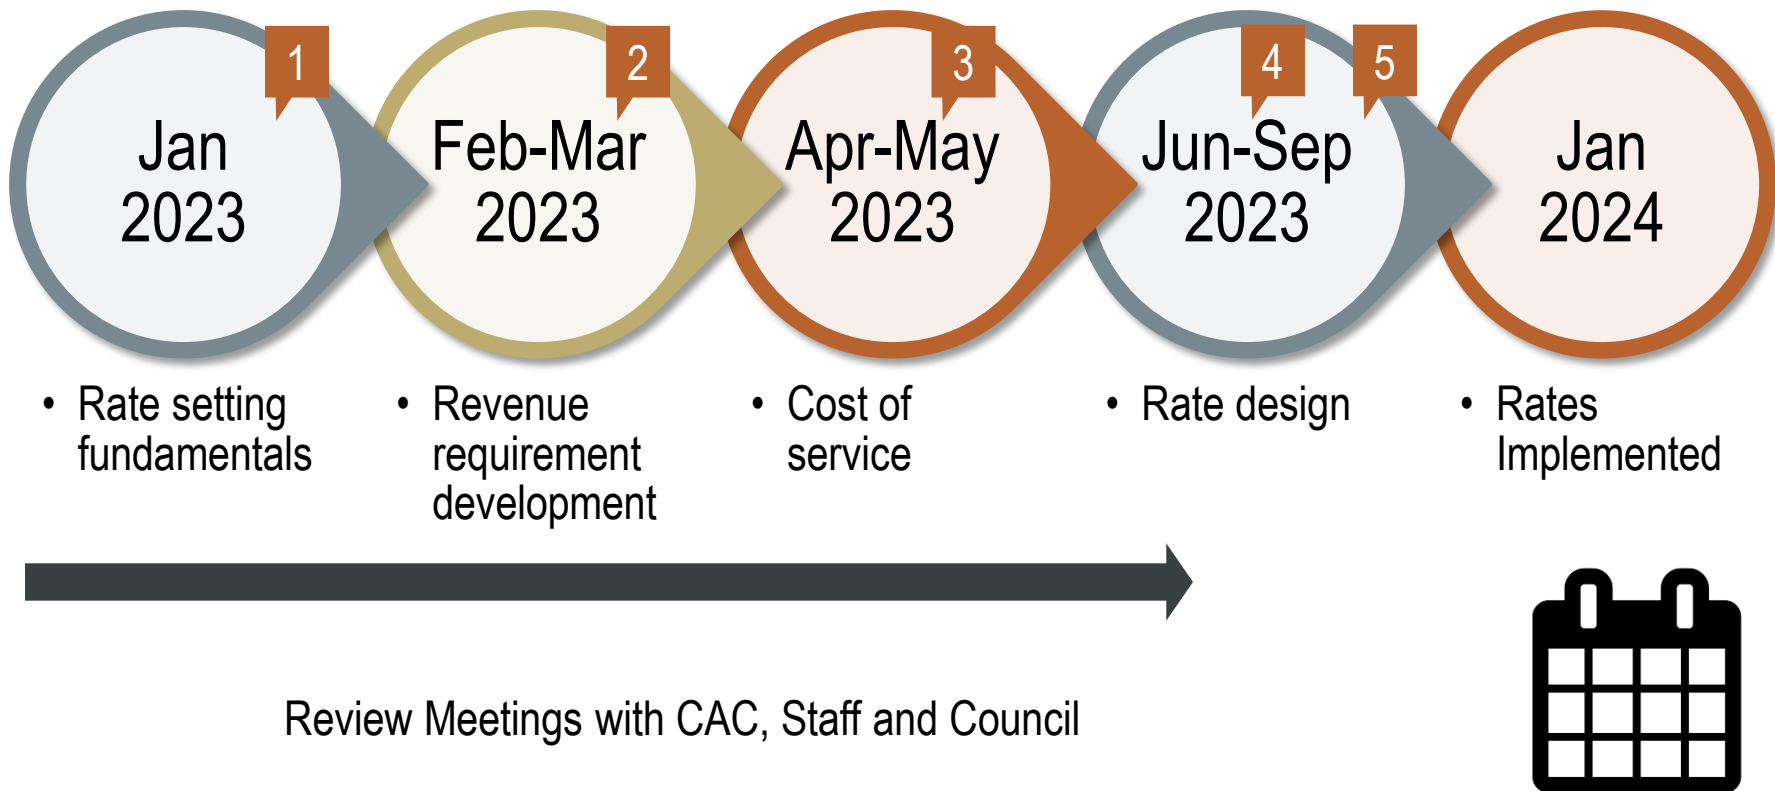 1
2
3
4
5
Jan
2023
Feb-Mar
2023
Apr-May
2023
Jun-Sep
2023
Jan
2024
• Rate setting
fundamentals
• Revenue
requirement
development
• Cost of
service
• Rate design
• Rates
Implemented
Review Meetings with CAC, Staff and Council